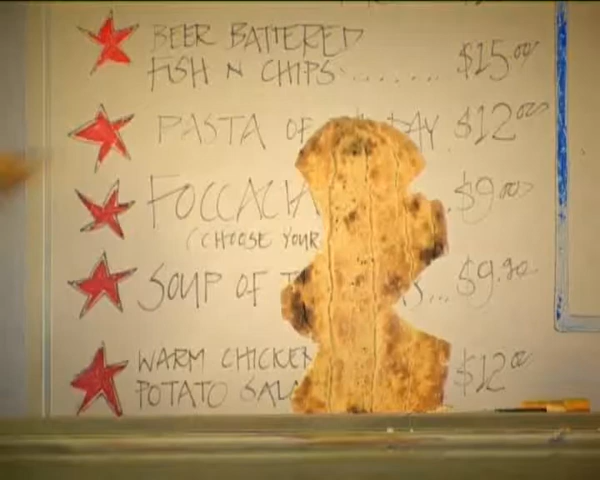 BEER BATTERED
FISH N CHIPS....... $15.00
PASTA OF DAY $12.00
FOCCACIA $9.00
(CHOOSE YOUR
SOUP OF ... $9.90
WARM CHICKEN
POTATO SAL $12.00